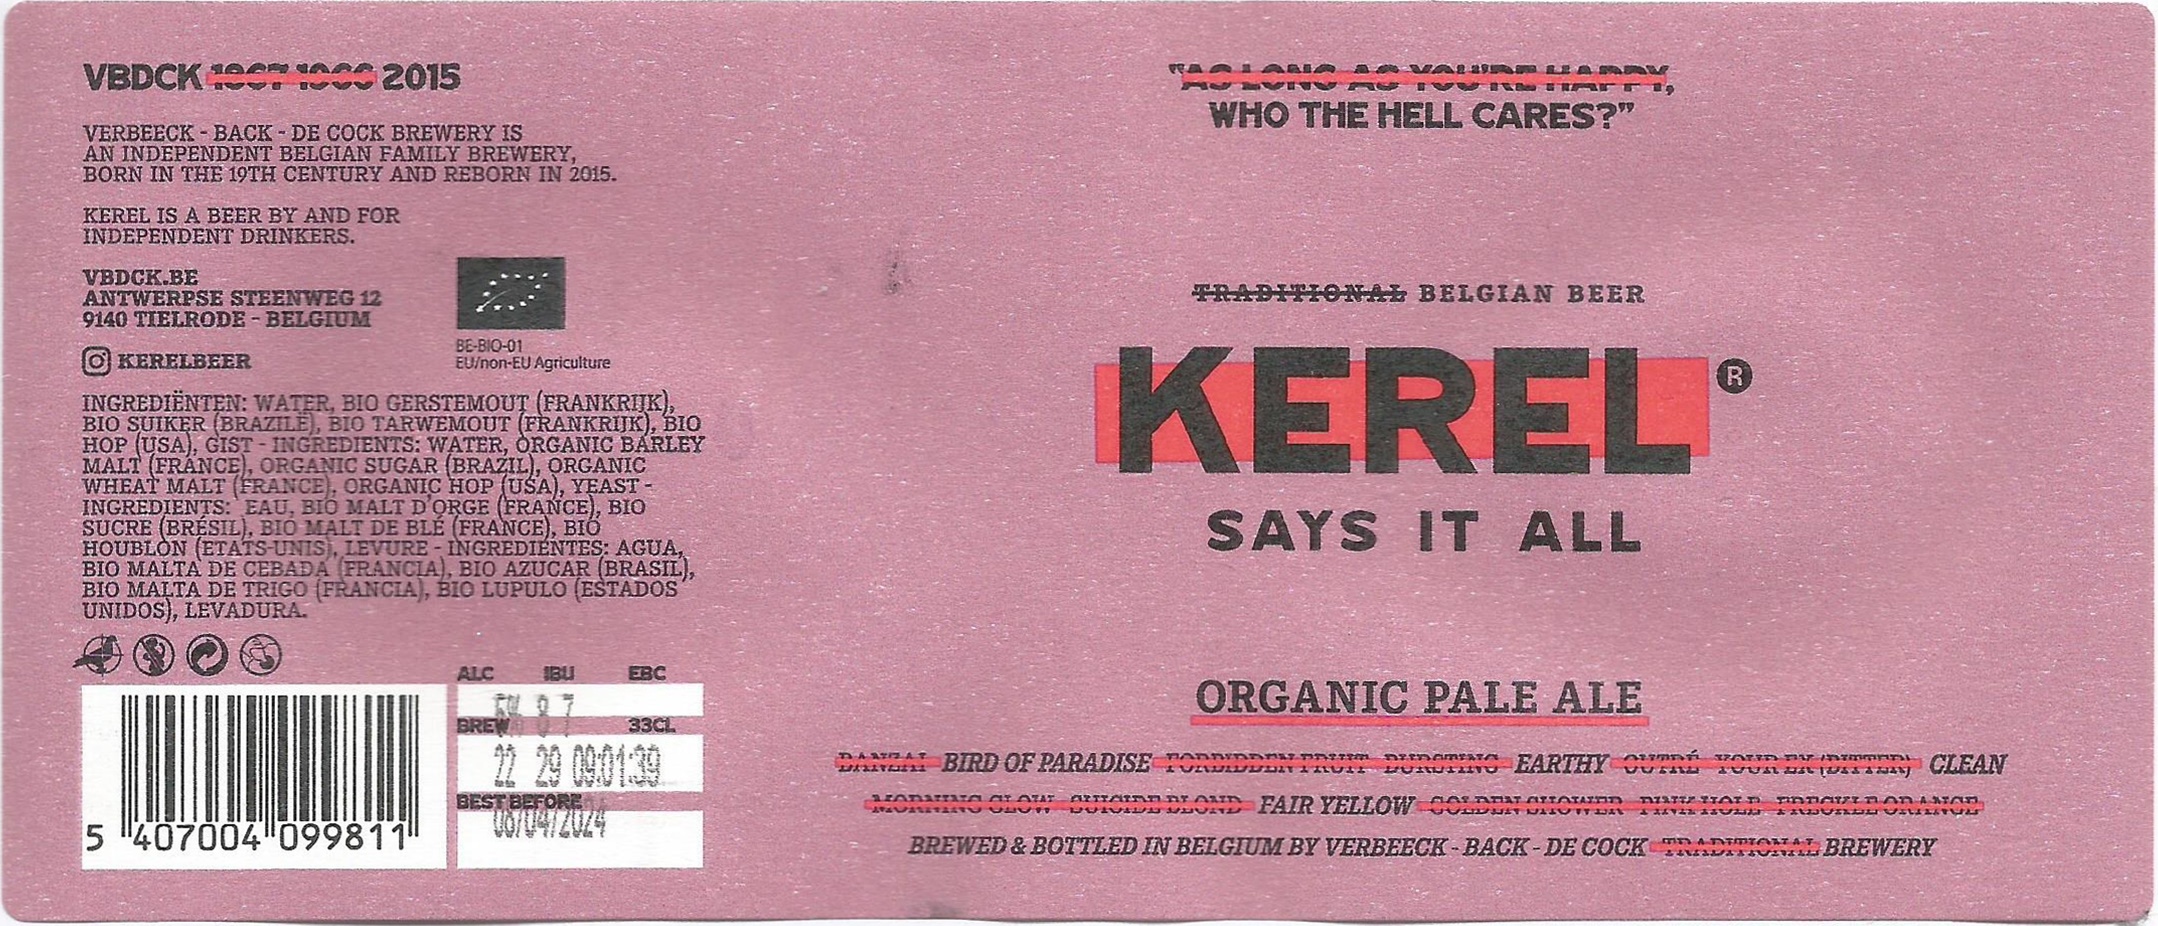 VBDCK 1867 1966 2015
VERBEECK - BACK - DE COCK BREWERY IS
AN INDEPENDENT BELGIAN FAMILY BREWERY,
BORN IN THE 19TH CENTURY AND REBORN IN 2015.
KEREL IS A BEER BY AND FOR
INDEPENDENT DRINKERS.
VBDCK.BE
ANTWERPSE STEENWEG 12
9140 TIELRODE - BELGIUM
KERELBEER
BE-BIO-01
EU/non-EU Agriculture
INGREDIËNTEN: WATER, BIO GERSTEMOUT (FRANKRIJK),
BIO SUIKER (BRAZILË), BIO TARWEMOUT (FRANKRIJK), BIO
HOP (USA), GIST - INGREDIENTS: WATER, ORGANIC BARLEY
MALT (FRANCE), ORGANIC SUGAR (BRAZIL), ORGANIC
WHEAT MALT (FRANCE), ORGANIC HOP (USA), YEAST -
INGREDIENTS: EAU, BIO MALT D'ORGE (FRANCE), BIO
SUCRE (BRÉSIL), BIO MALT DE BLÉ (FRANCE), BIO
HOUBLON (ETATS-UNIS), LEVURE - INGREDIENTES: AGUA,
BIO MALTA DE CEBADA (FRANCIA), BIO AZUCAR (BRASIL),
BIO MALTA DE TRIGO (FRANCIA), BIO LUPULO (ESTADOS
UNIDOS), LEVADURA.
5 407004 099811
ALC IBU EBC
8 7
BREW 33CL
22 29 09:01:39
BEST BEFORE
08/04/2024
"AS LONG AS YOU'RE HAPPY,
WHO THE HELL CARES?"
TRADITIONAL BELGIAN BEER
KEREL ®
SAYS IT ALL
ORGANIC PALE ALE
BANZAI BIRD OF PARADISE FORBIDDEN FRUIT BURSTING EARTHY OUTRÉ YOUR EX (BITTER) CLEAN
MORNING GLOW SUICIDE BLOND FAIR YELLOW GOLDEN SHOWER PINK HOLE FRECKLE ORANGE
BREWED & BOTTLED IN BELGIUM BY VERBEECK - BACK - DE COCK TRADITIONAL BREWERY